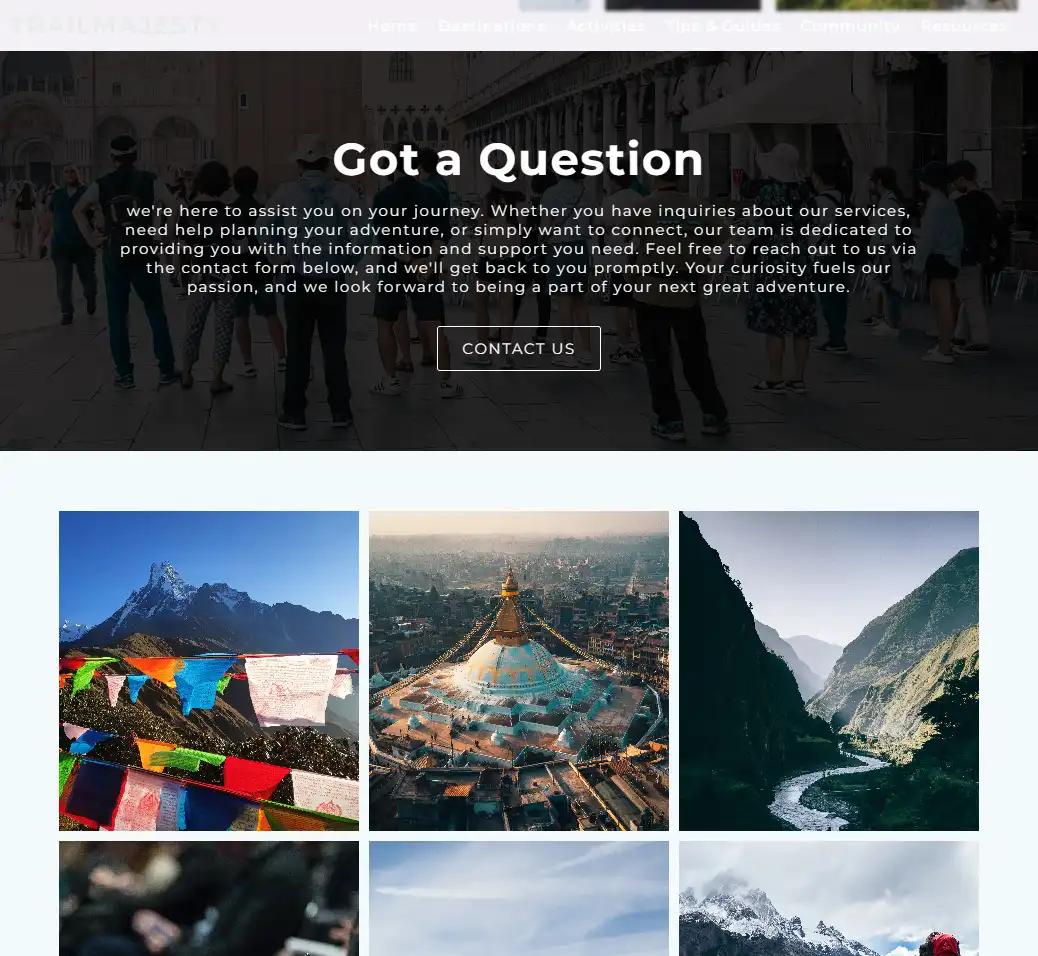 TRAILMAJESTY
Home Destinations Activities Tips & Guides Community Resources
Got a Question
we're here to assist you on your journey. Whether you have inquiries about our services,
need help planning your adventure, or simply want to connect, our team is dedicated to
providing you with the information and support you need. Feel free to reach out to us via
the contact form below, and we'll get back to you promptly. Your curiosity fuels our
passion, and we look forward to being a part of your next great adventure.
CONTACT US